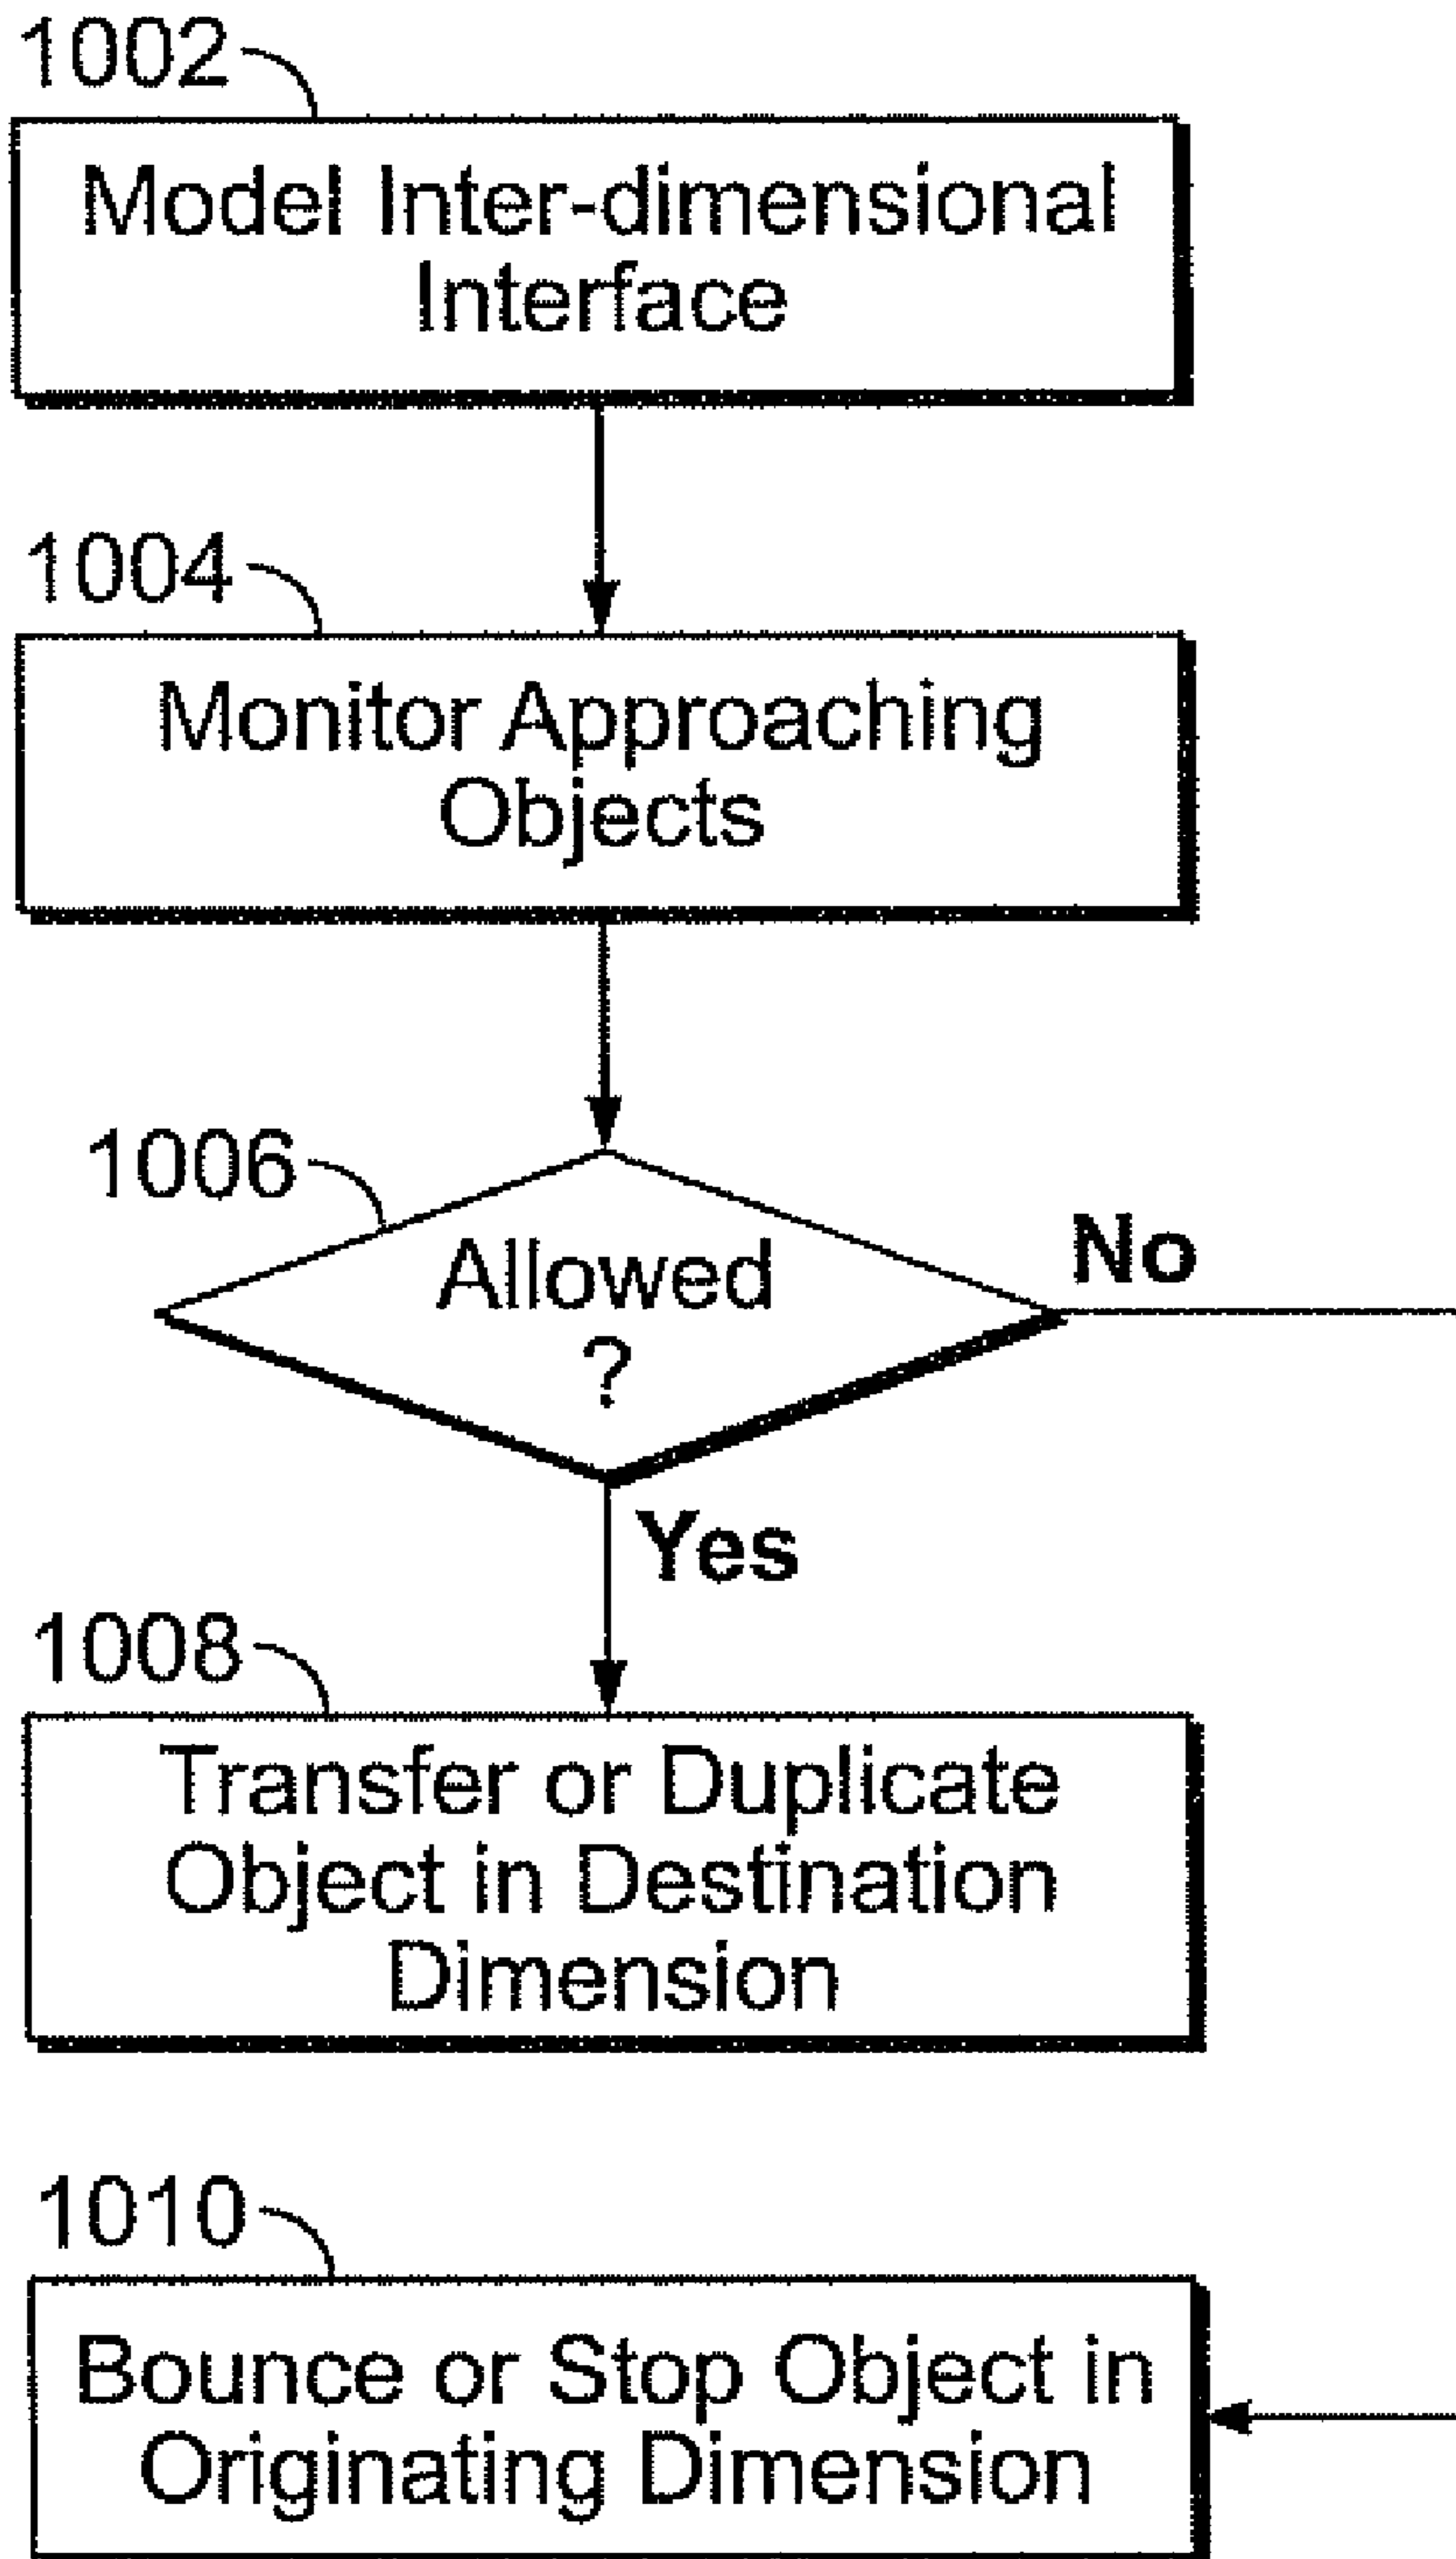 1002
Model Inter-dimensional
Interface
1004
Monitor Approaching
Objects
1006
Allowed
?
No
Yes
1008
Transfer or Duplicate
Object in Destination
Dimension
1010
Bounce or Stop Object in
Originating Dimension